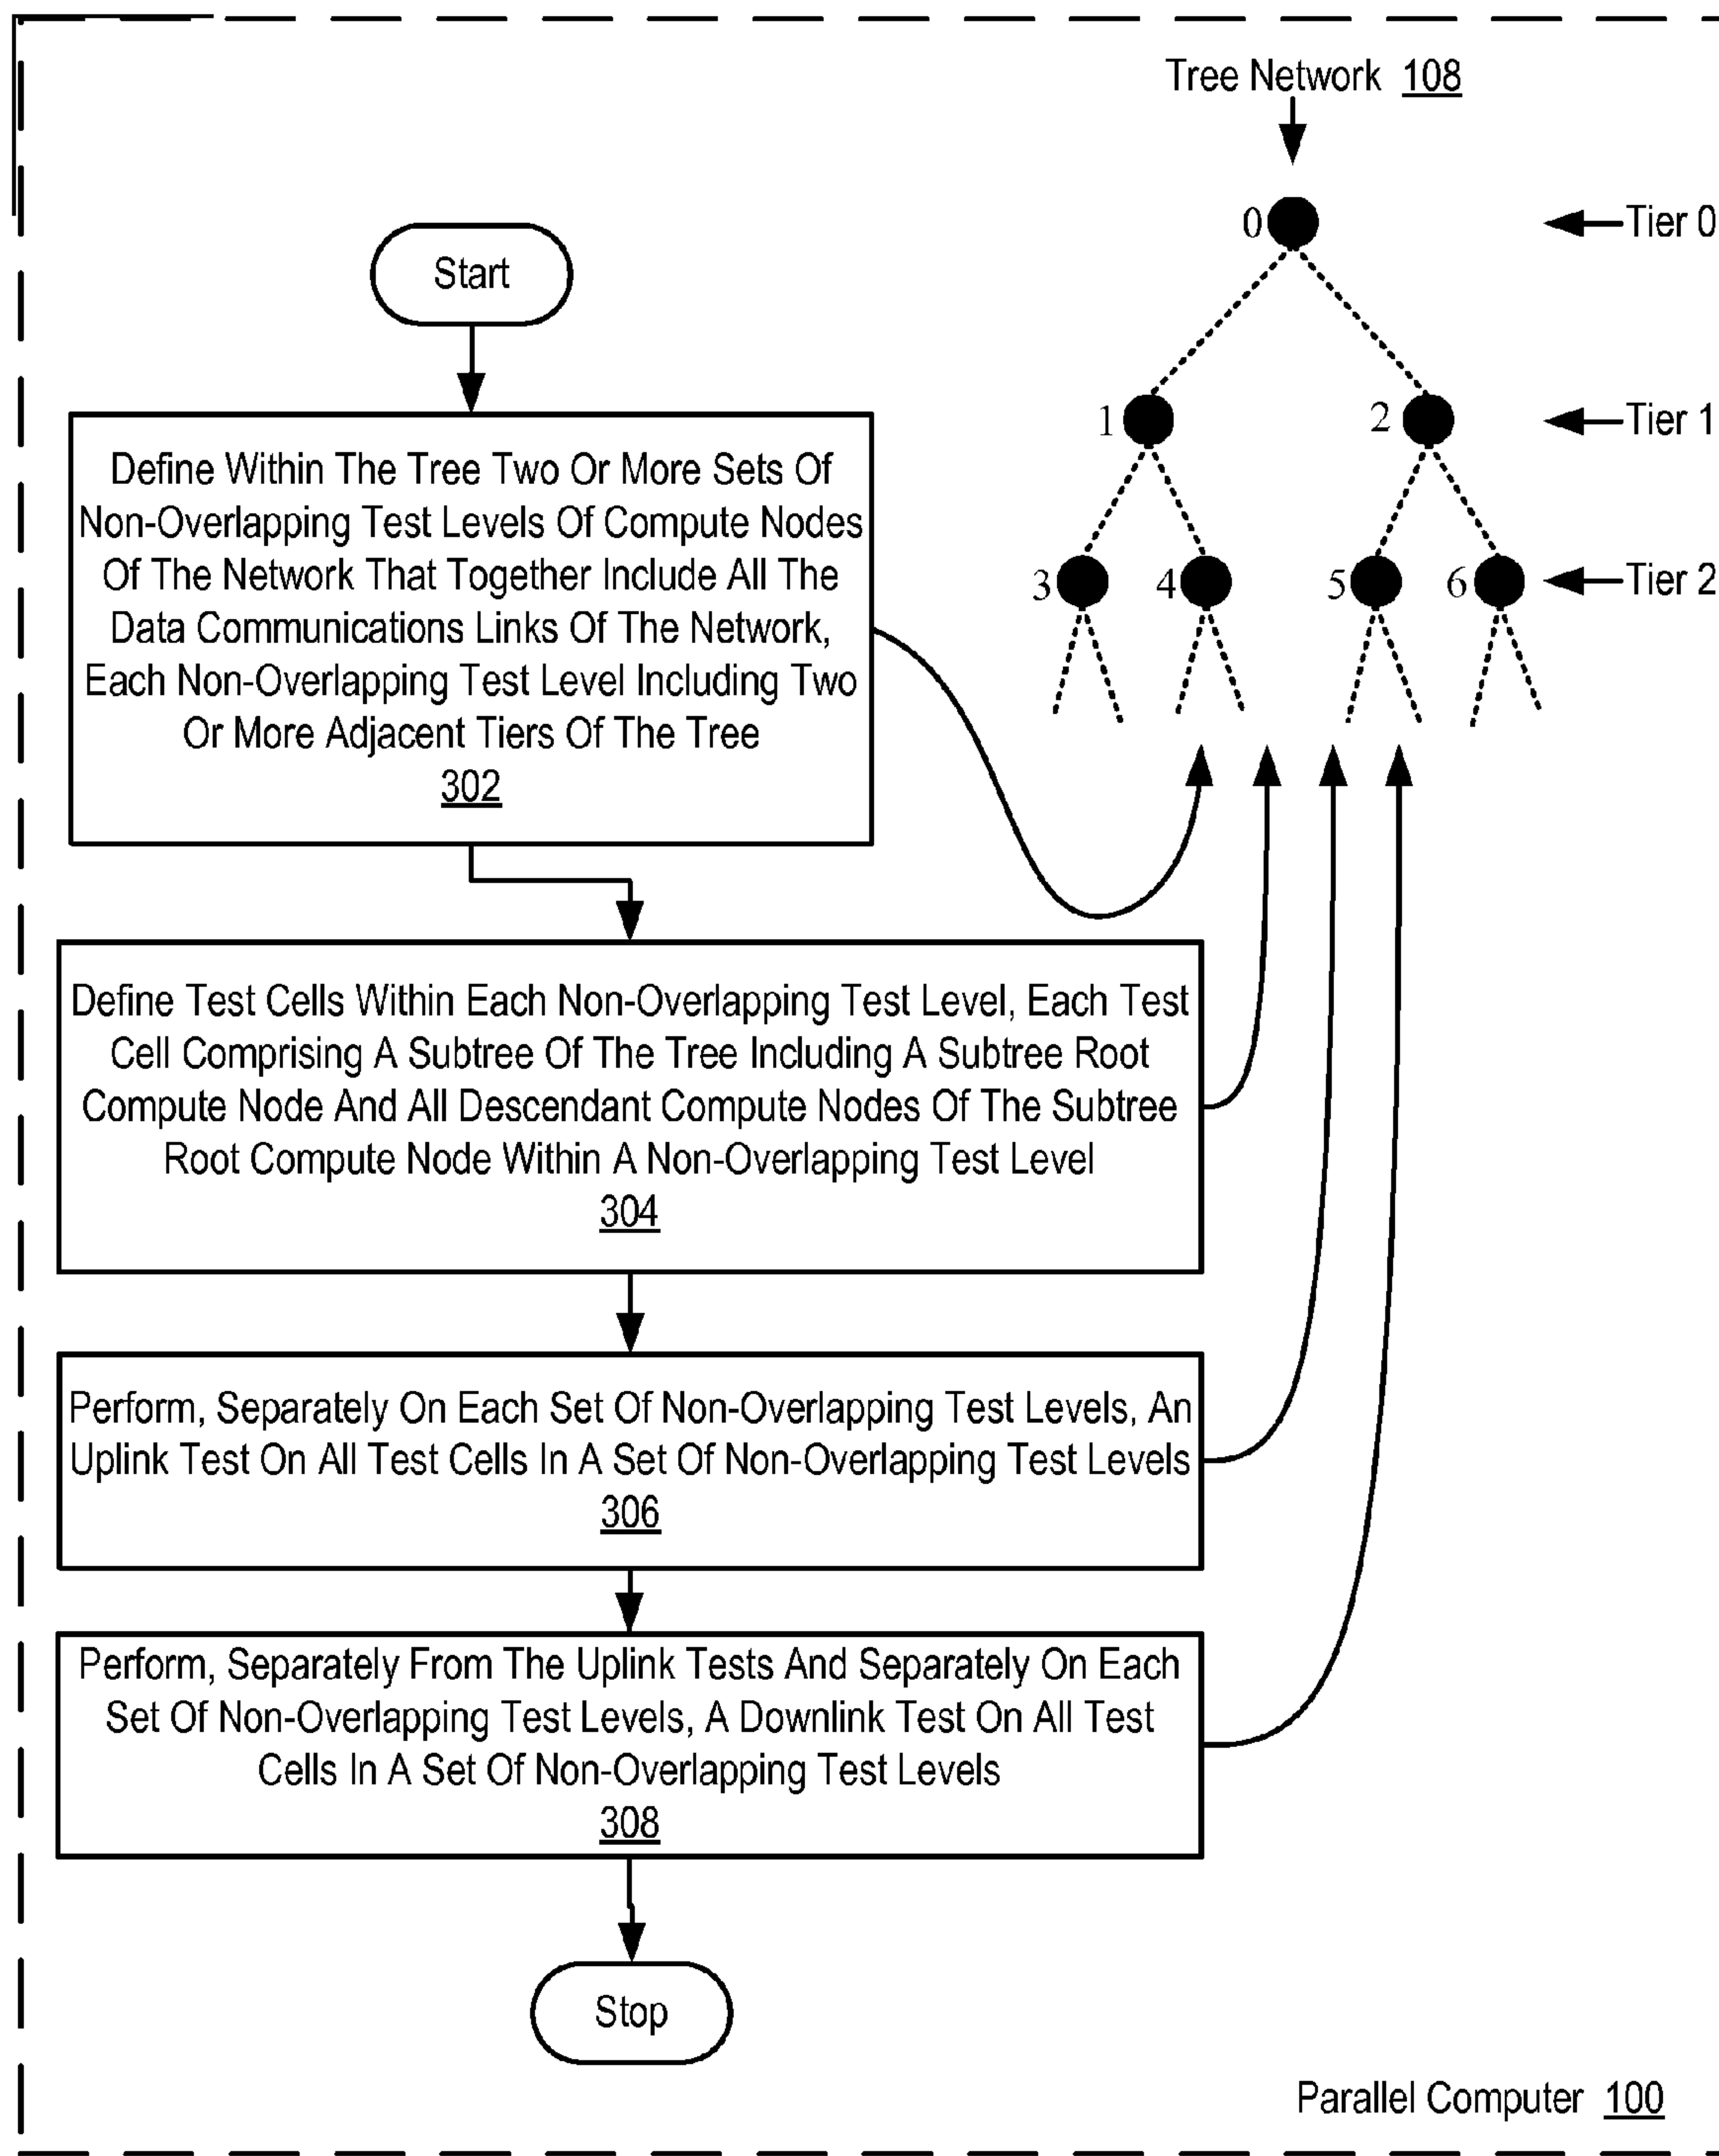 Tree Network 108
0
Tier 0
Start
1
2
Tier 1
Define Within The Tree Two Or More Sets Of
Non-Overlapping Test Levels Of Compute Nodes
Of The Network That Together Include All The
Data Communications Links Of The Network,
Each Non-Overlapping Test Level Including Two
Or More Adjacent Tiers Of The Tree
302
3
4
5
6
Tier 2
Define Test Cells Within Each Non-Overlapping Test Level, Each Test
Cell Comprising A Subtree Of The Tree Including A Subtree Root
Compute Node And All Descendant Compute Nodes Of The Subtree
Root Compute Node Within A Non-Overlapping Test Level
304
Perform, Separately On Each Set Of Non-Overlapping Test Levels, An
Uplink Test On All Test Cells In A Set Of Non-Overlapping Test Levels
306
Perform, Separately From The Uplink Tests And Separately On Each
Set Of Non-Overlapping Test Levels, A Downlink Test On All Test
Cells In A Set Of Non-Overlapping Test Levels
308
Stop
Parallel Computer 100